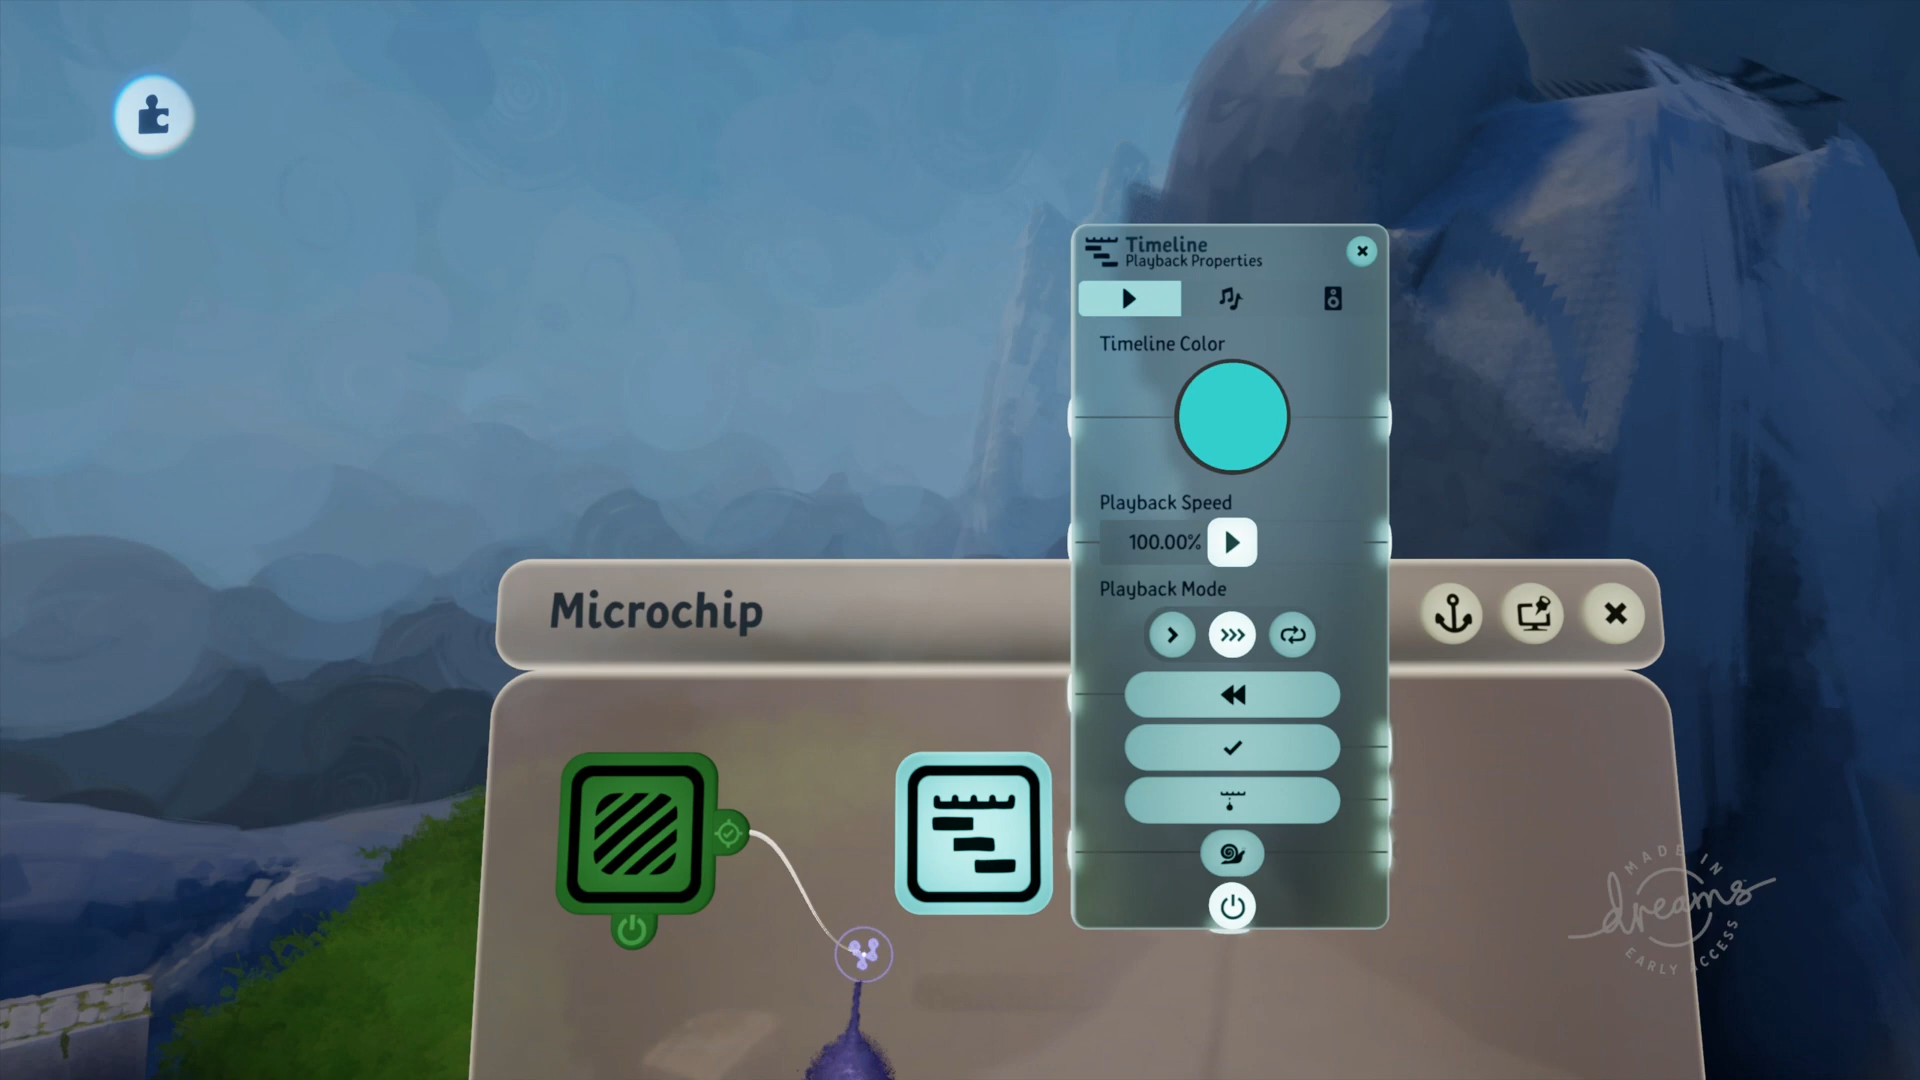 Timeline
Playback Properties
Timeline Color
Playback Speed
100.00%
Playback Mode
Microchip
MADE IN
dreams
EARLY ACCESS